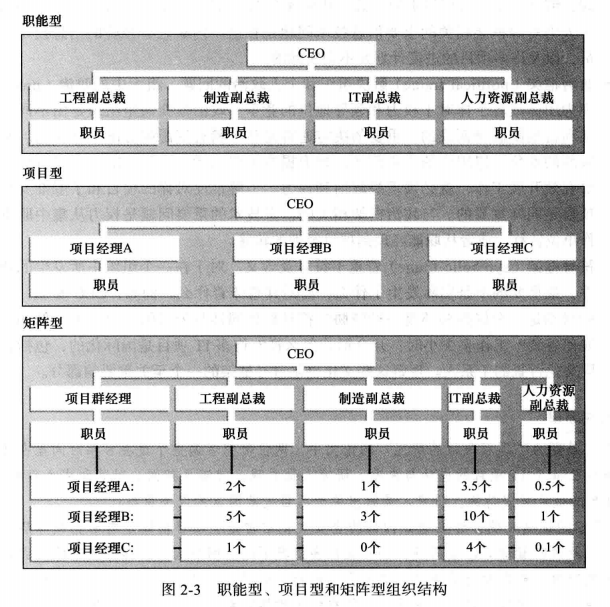 职能型
CEO
工程副总裁 制造副总裁 IT副总裁 人力资源副总裁
职员 职员 职员 职员
项目型
CEO
项目经理A 项目经理B 项目经理C
职员 职员 职员
矩阵型
CEO
项目群经理 工程副总裁 制造副总裁 IT副总裁 人力资源副总裁
职员 职员 职员 职员 职员
项目经理A: 2个 1个 3.5个 0.5个
项目经理B: 5个 3个 10个 1个
项目经理C: 1个 0个 4个 0.1个
图 2-3 职能型、项目型和矩阵型组织结构